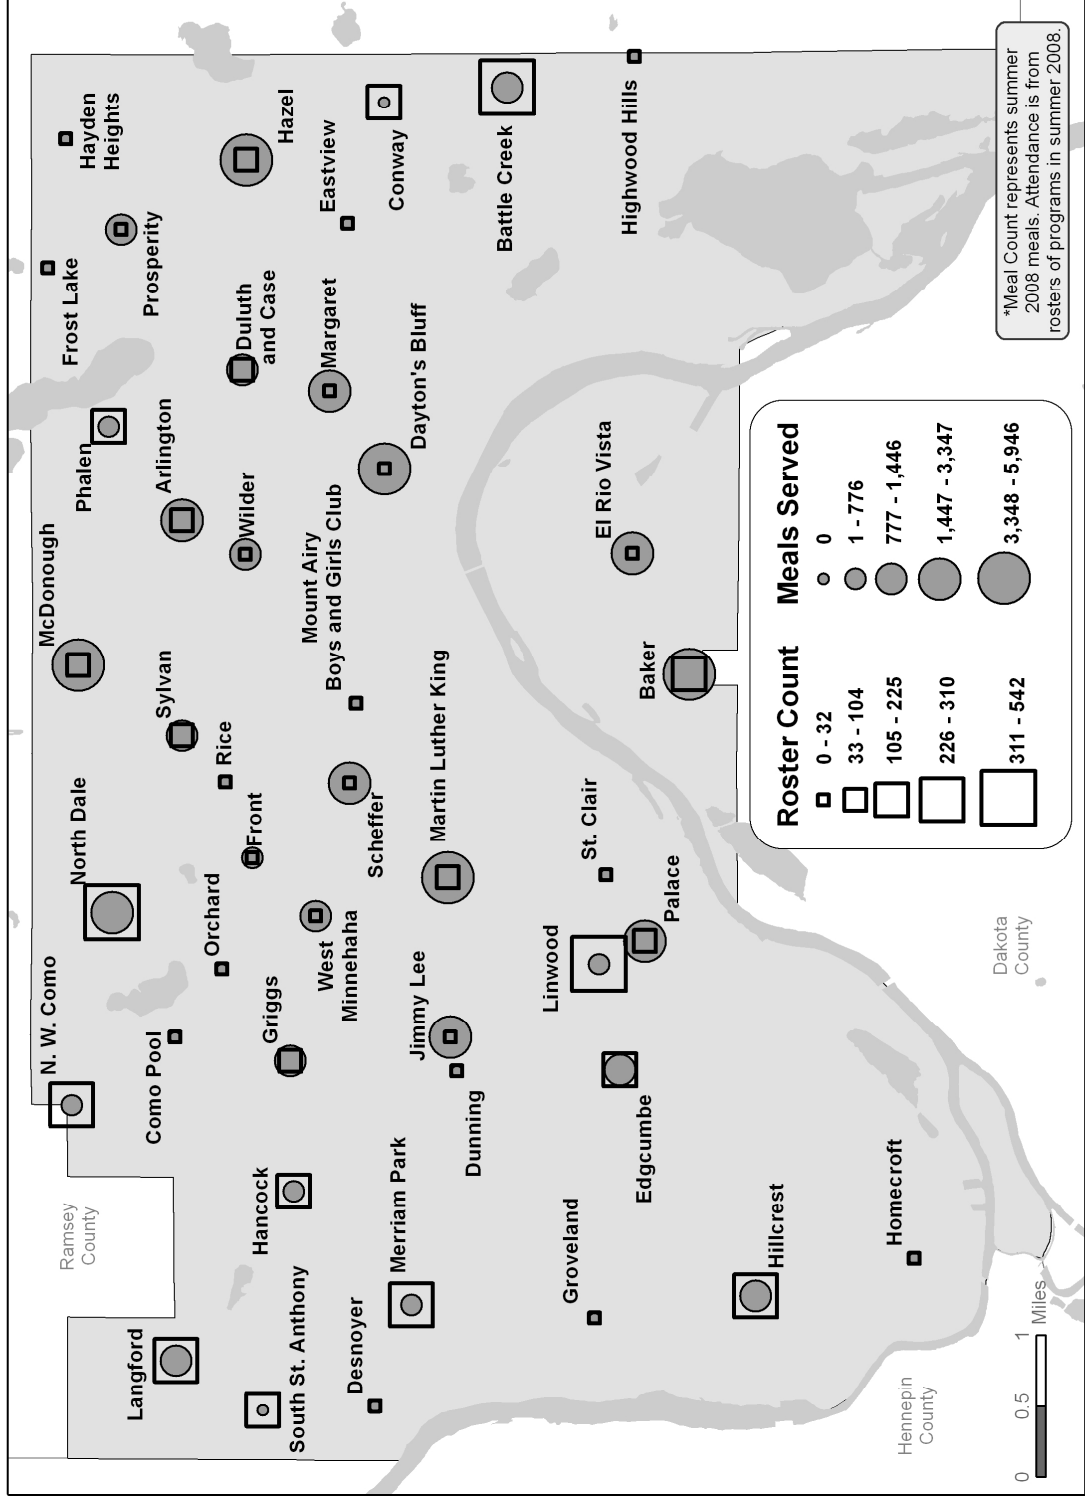 N. W. Como
North Dale
McDonough
Phalen
Frost Lake
Hayden
Heights
Ramsey
County
Langford
Como Pool
Sylvan
Arlington
Prosperity
Hancock
Griggs
Orchard
Front
Rice
Wilder
Duluth
and Case
Hazel
South St. Anthony
West
Minnehaha
Mount Airy
Boys and Girls Club
Margaret
Eastview
Desnoyer
Merriam Park
Jimmy Lee
Scheffer
Martin Luther King
Dayton's Bluff
Conway
Dunning
Battle Creek
Groveland
Linwood
St. Clair
El Rio Vista
Highwood Hills
Edgcumbe
Palace
Baker
Hillcrest
Homecroft
Hennepin
County
Dakota
County
Roster Count
0 - 32
33 - 104
105 - 225
226 - 310
311 - 542
Meals Served
0
1 - 776
777 - 1,446
1,447 - 3,347
3,348 - 5,946
*Meal Count represents summer
2008 meals. Attendance is from
rosters of programs in summer 2008.
0 0.5 1
Miles